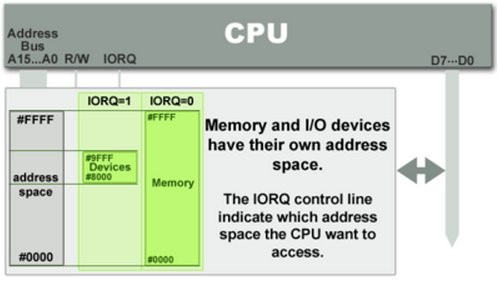 CPU
Address
Bus
A15...A0 R/W IORQ D7...D0
IORQ=1 IORQ=0
#FFFF #FFFF
Memory and I/O devices
have their own address
space.
#9FFF
Devices
#8000
address
space
Memory
The IORQ control line
indicate which address
space the CPU want to
access.
#0000 #0000